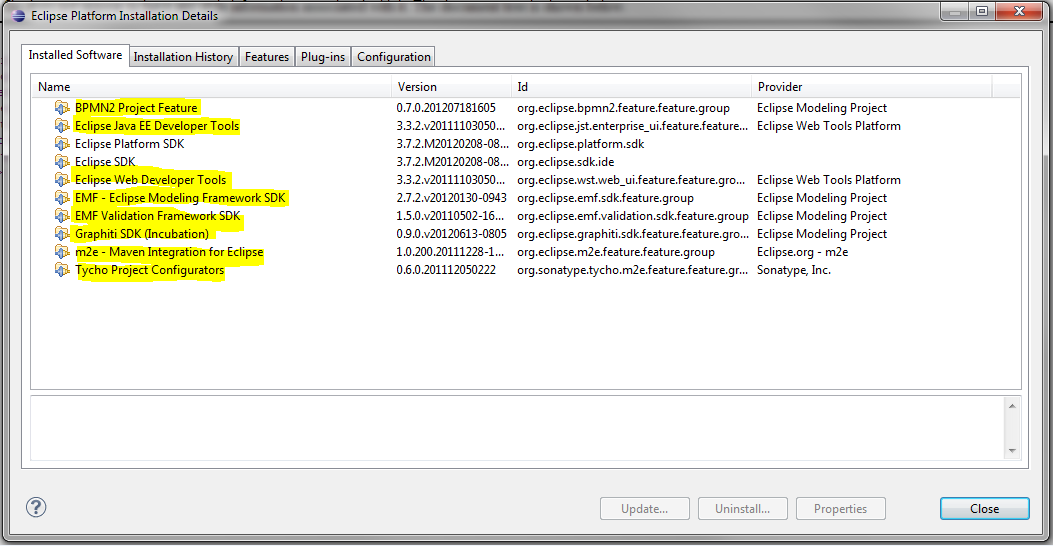 Eclipse Platform Installation Details
Installed Software Installation History Features Plug-ins Configuration
Name Version Id Provider
BPMN2 Project Feature 0.7.0.201207181605 org.eclipse.bpmn2.feature.feature.group Eclipse Modeling Project
Eclipse Java EE Developer Tools 3.3.2.v20111103050... org.eclipse.jst.enterprise_ui.feature.feature... Eclipse Web Tools Platform
Eclipse Platform SDK 3.7.2.M20120208-08... org.eclipse.platform.sdk
Eclipse SDK 3.7.2.M20120208-08... org.eclipse.sdk.ide
Eclipse Web Developer Tools 3.3.2.v20111103050... org.eclipse.wst.web_ui.feature.feature.gro... Eclipse Web Tools Platform
EMF - Eclipse Modeling Framework SDK 2.7.2.v20120130-0943 org.eclipse.emf.sdk.feature.group Eclipse Modeling Project
EMF Validation Framework SDK 1.5.0.v20110502-16... org.eclipse.emf.validation.sdk.feature.group Eclipse Modeling Project
Graphiti SDK (Incubation) 0.9.0.v20120613-0805 org.eclipse.graphiti.sdk.feature.feature.gro... Eclipse Modeling Project
m2e - Maven Integration for Eclipse 1.0.200.20111228-1... org.eclipse.m2e.feature.feature.group Eclipse.org - m2e
Tycho Project Configurators 0.6.0.201112050222 org.sonatype.tycho.m2e.feature.feature.gr... Sonatype, Inc.
? Update... Uninstall... Properties Close